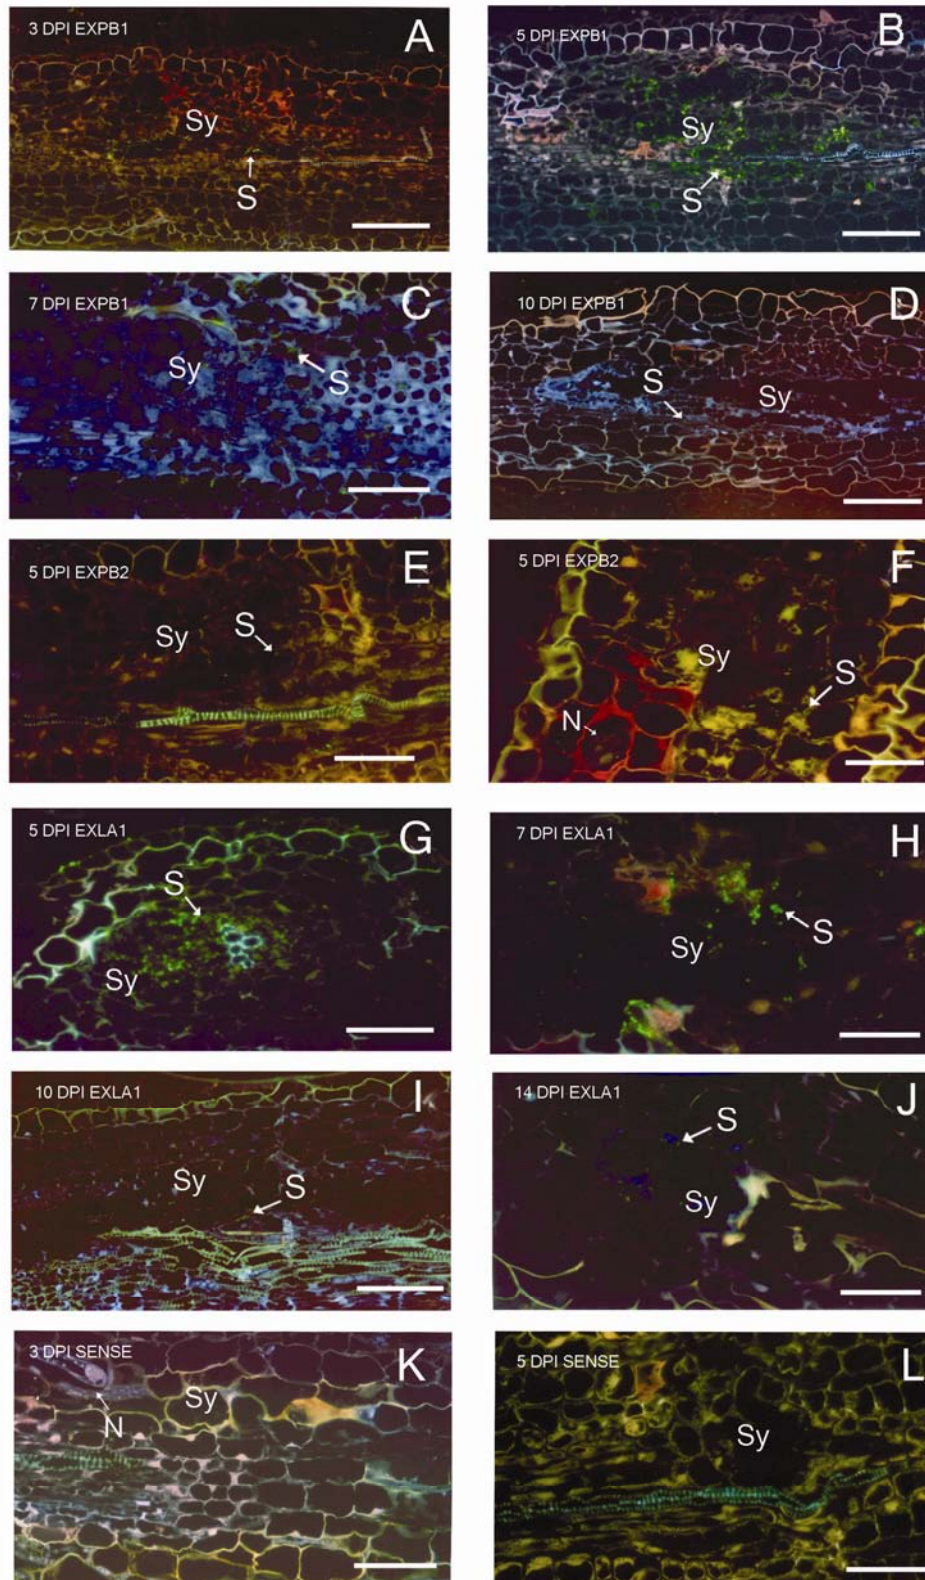 3 DPI EXPB1
A
Sy
S
5 DPI EXPB1
B
Sy
S
7 DPI EXPB1
C
Sy
S
10 DPI EXPB1
D
S
Sy
5 DPI EXPB2
E
Sy
S
5 DPI EXPB2
F
Sy
S
N
5 DPI EXLA1
G
S
Sy
7 DPI EXLA1
H
S
Sy
10 DPI EXLA1
I
Sy
S
14 DPI EXLA1
J
S
Sy
3 DPI SENSE
K
Sy
N
5 DPI SENSE
L
Sy